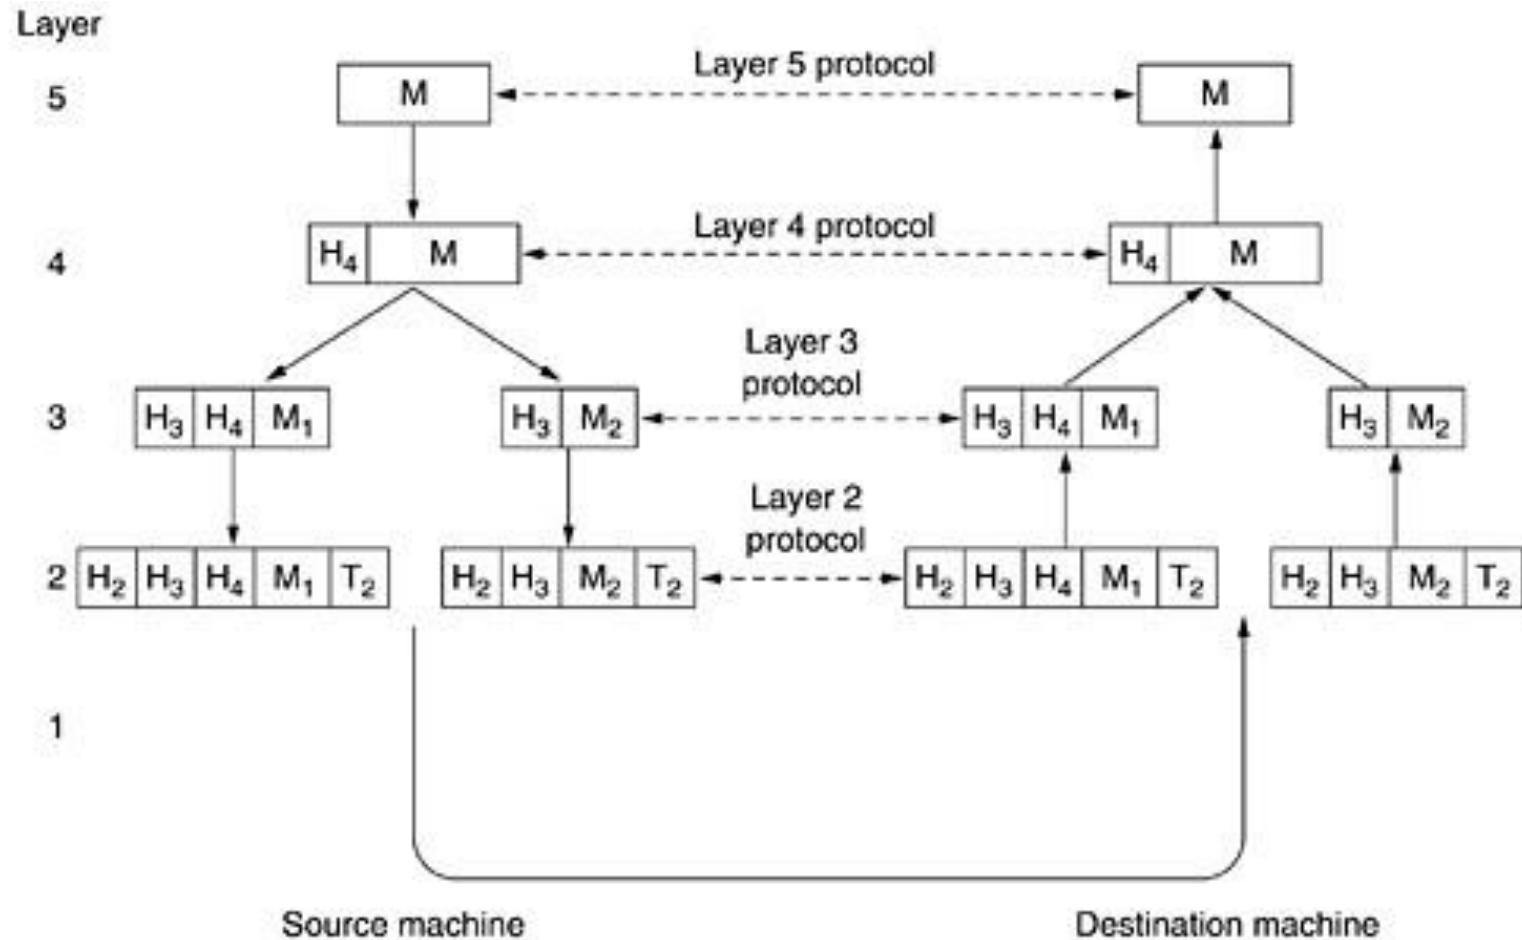 Layer
5
M
Layer 5 protocol
M
4
H₄ M
Layer 4 protocol
H₄ M
3
H₃ H₄ M₁
H₃ M₂
Layer 3
protocol
H₃ H₄ M₁
H₃ M₂
2
H₂ H₃ H₄ M₁ T₂
H₂ H₃ M₂ T₂
Layer 2
protocol
H₂ H₃ H₄ M₁ T₂
H₂ H₃ M₂ T₂
1
Source machine
Destination machine